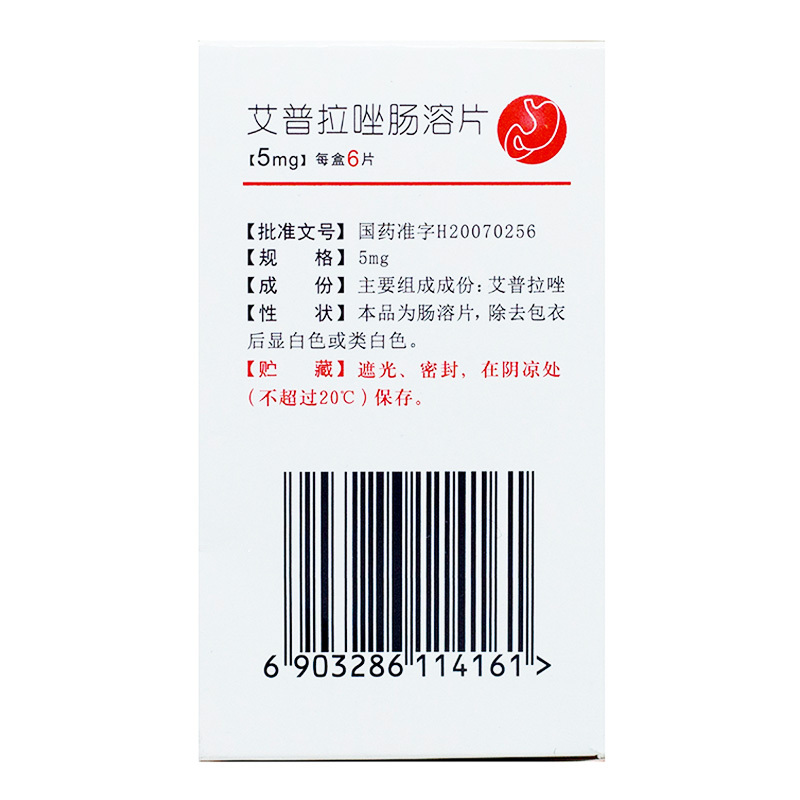 艾普拉唑肠溶片
【5mg】每盒6片
【批准文号】国药准字H20070256
【规 格】5mg
【成 份】主要组成成份:艾普拉唑
【性 状】本品为肠溶片,除去包衣
后显白色或类白色。
【贮 藏】遮光、密封,在阴凉处
(不超过20℃)保存。
6 903286 114161 >